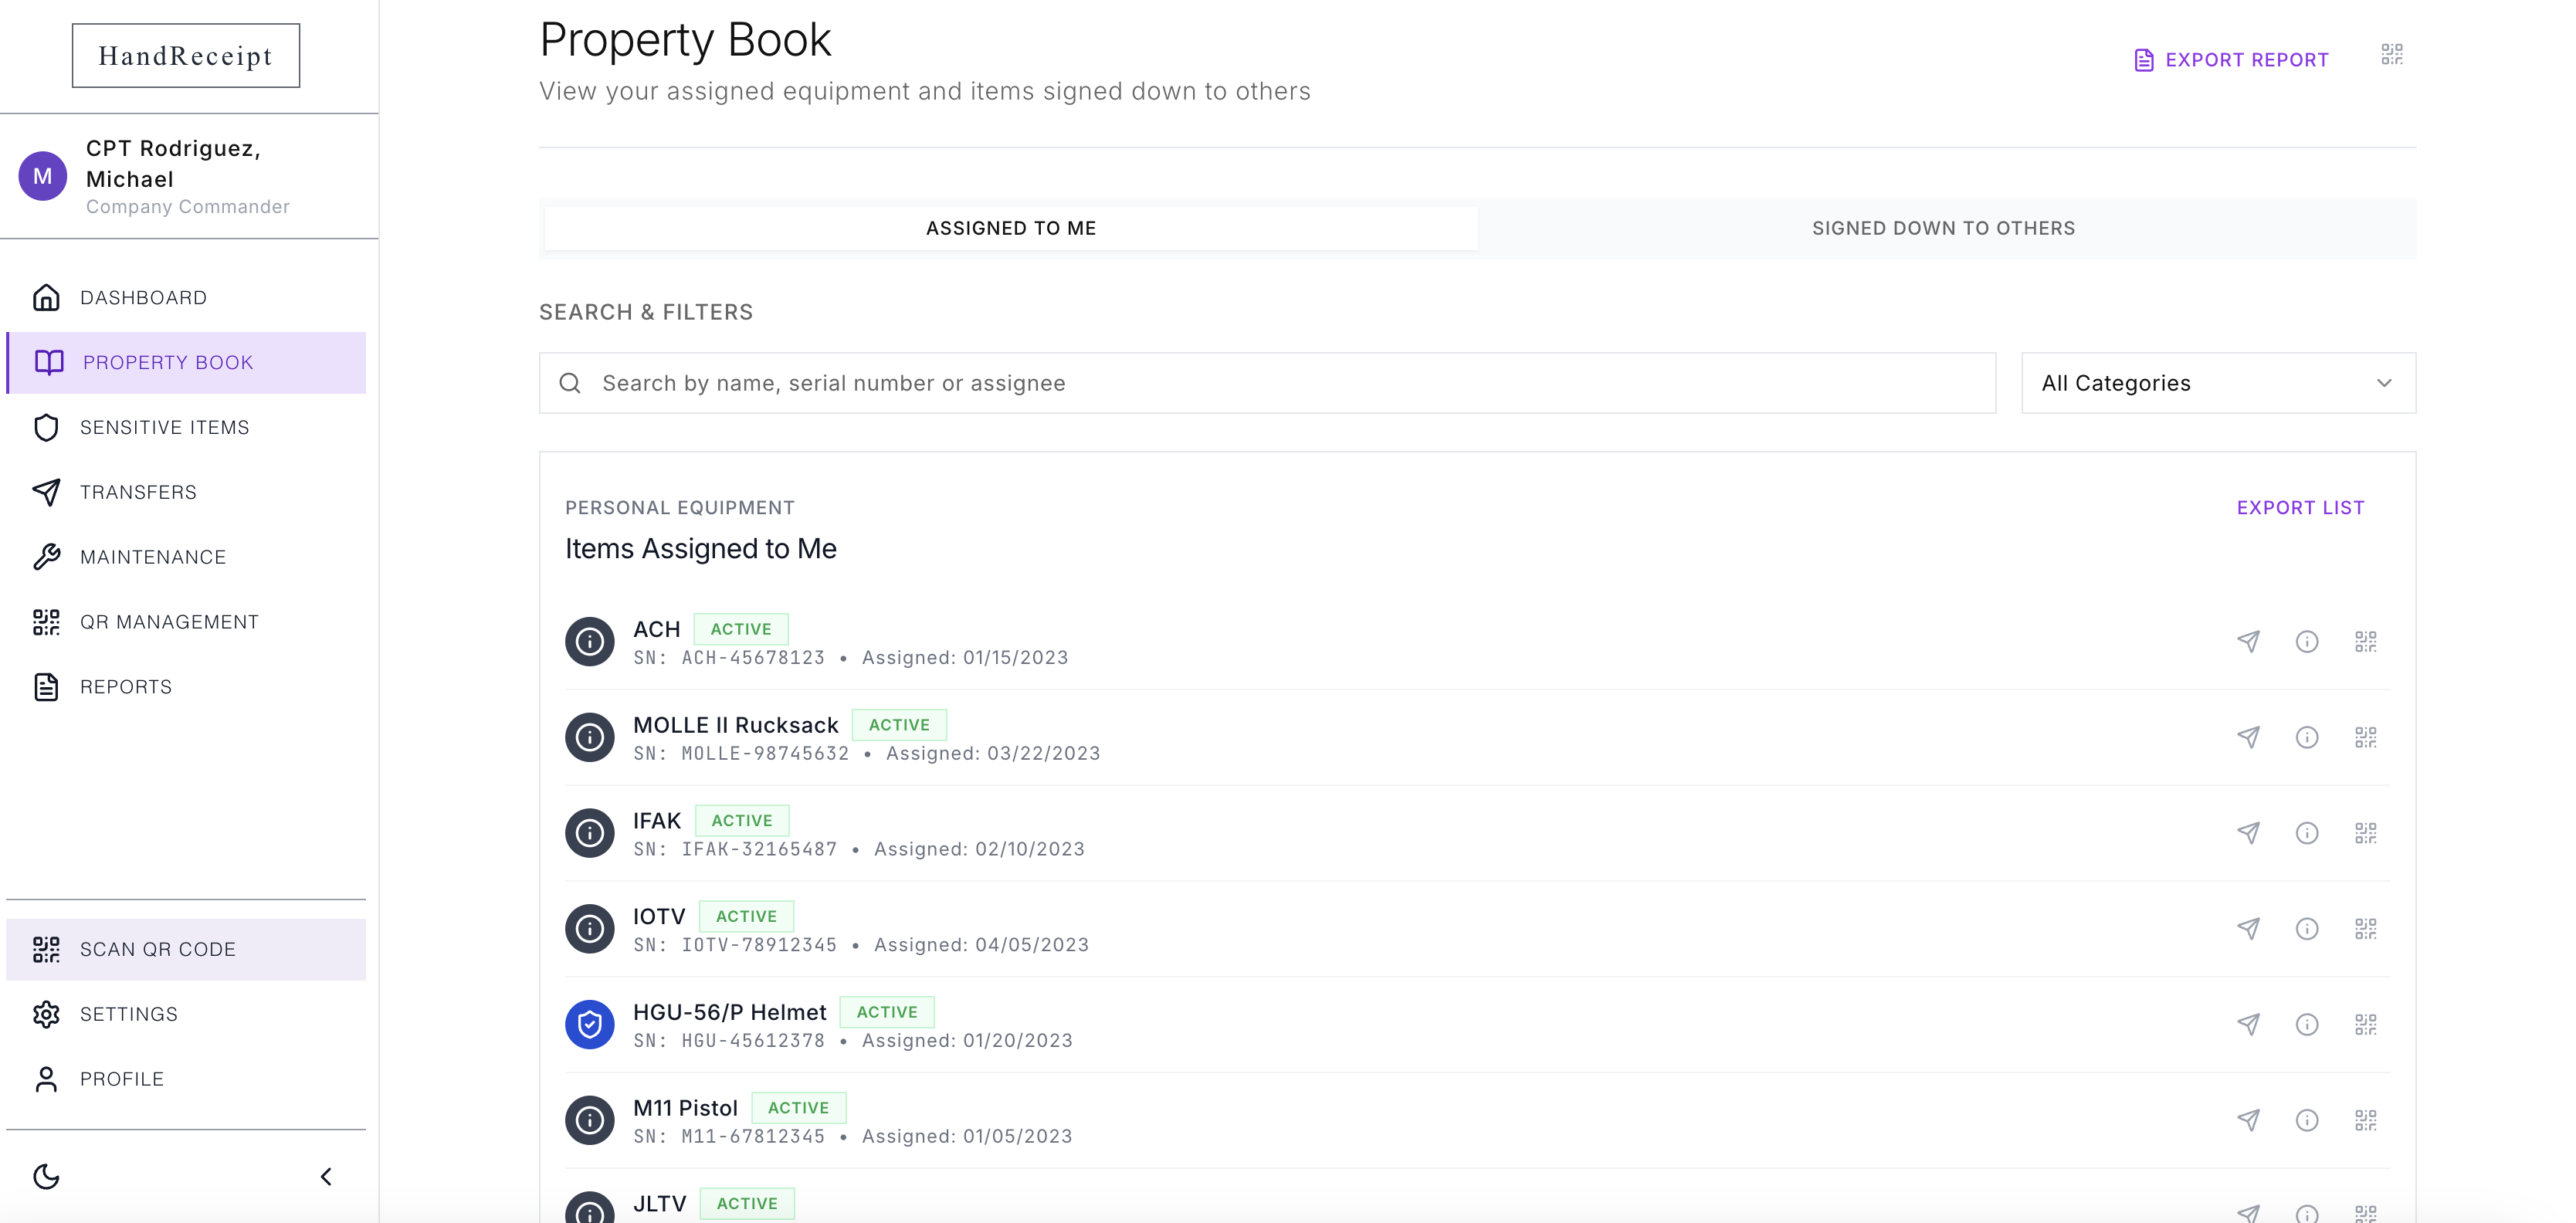 HandReceipt
M
CPT Rodriguez,
Michael
Company Commander
DASHBOARD
PROPERTY BOOK
SENSITIVE ITEMS
TRANSFERS
MAINTENANCE
QR MANAGEMENT
REPORTS
SCAN QR CODE
SETTINGS
PROFILE
Property Book
View your assigned equipment and items signed down to others
EXPORT REPORT
ASSIGNED TO ME
SIGNED DOWN TO OTHERS
SEARCH & FILTERS
Search by name, serial number or assignee
All Categories
PERSONAL EQUIPMENT
EXPORT LIST
Items Assigned to Me
ACH ACTIVE
SN: ACH-45678123 • Assigned: 01/15/2023
MOLLE II Rucksack ACTIVE
SN: MOLLE-98745632 • Assigned: 03/22/2023
IFAK ACTIVE
SN: IFAK-32165487 • Assigned: 02/10/2023
IOTV ACTIVE
SN: IOTV-78912345 • Assigned: 04/05/2023
HGU-56/P Helmet ACTIVE
SN: HGU-45612378 • Assigned: 01/20/2023
M11 Pistol ACTIVE
SN: M11-67812345 • Assigned: 01/05/2023
JLTV ACTIVE